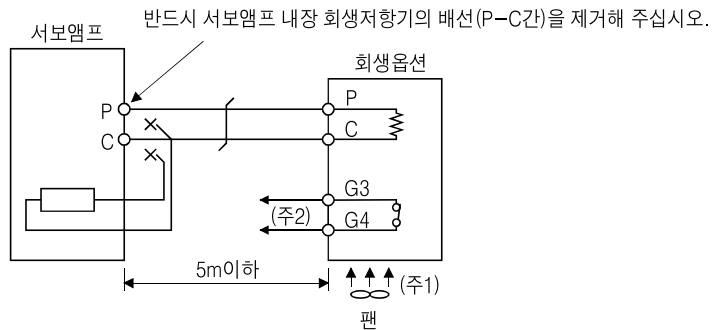 반드시 서보앰프 내장 회생저항기의 배선(P-C간)을 제거해 주십시오.
서보앰프
회생옵션
P
P
C
C
G3
(주2)
G4
5m이하
(주1)
팬